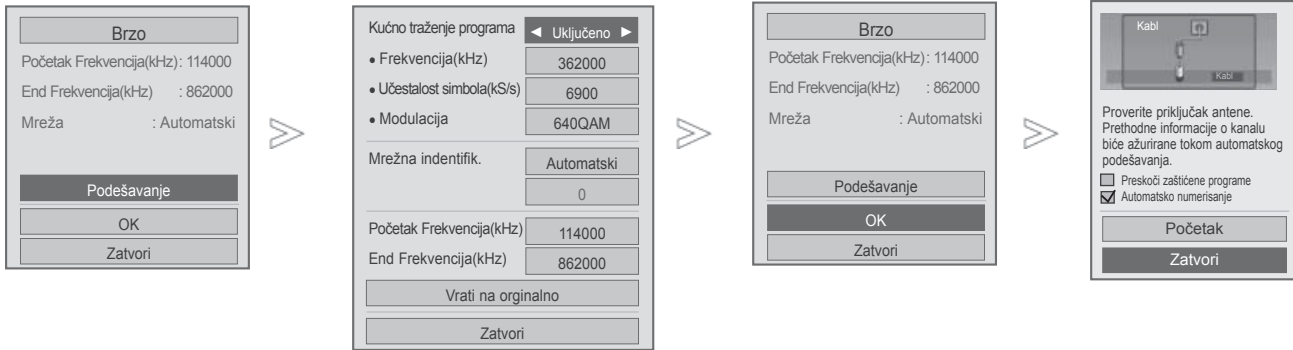 Brzo
Početak Frekvencija(kHz) : 114000
End Frekvencija(kHz) : 862000
Mreža : Automatski
Podešavanje
OK
Zatvori
Kućno traženje programa ◄ Uključeno ►
• Frekvencija(kHz) 362000
• Učestalost simbola(kS/s) 6900
• Modulacija 640QAM
Mrežna indentifik. Automatski
0
Početak Frekvencija(kHz) 114000
End Frekvencija(kHz) 862000
Vrati na orginalno
Zatvori
Brzo
Početak Frekvencija(kHz) : 114000
End Frekvencija(kHz) : 862000
Mreža : Automatski
Podešavanje
OK
Zatvori
Kabl
Kabl
Proverite priključak antene.
Prethodne informacije o kanalu
biće ažurirane tokom automatskog
podešavanja.
Preskoči zaštićene programe
Automatsko numerisanje
Početak
Zatvori